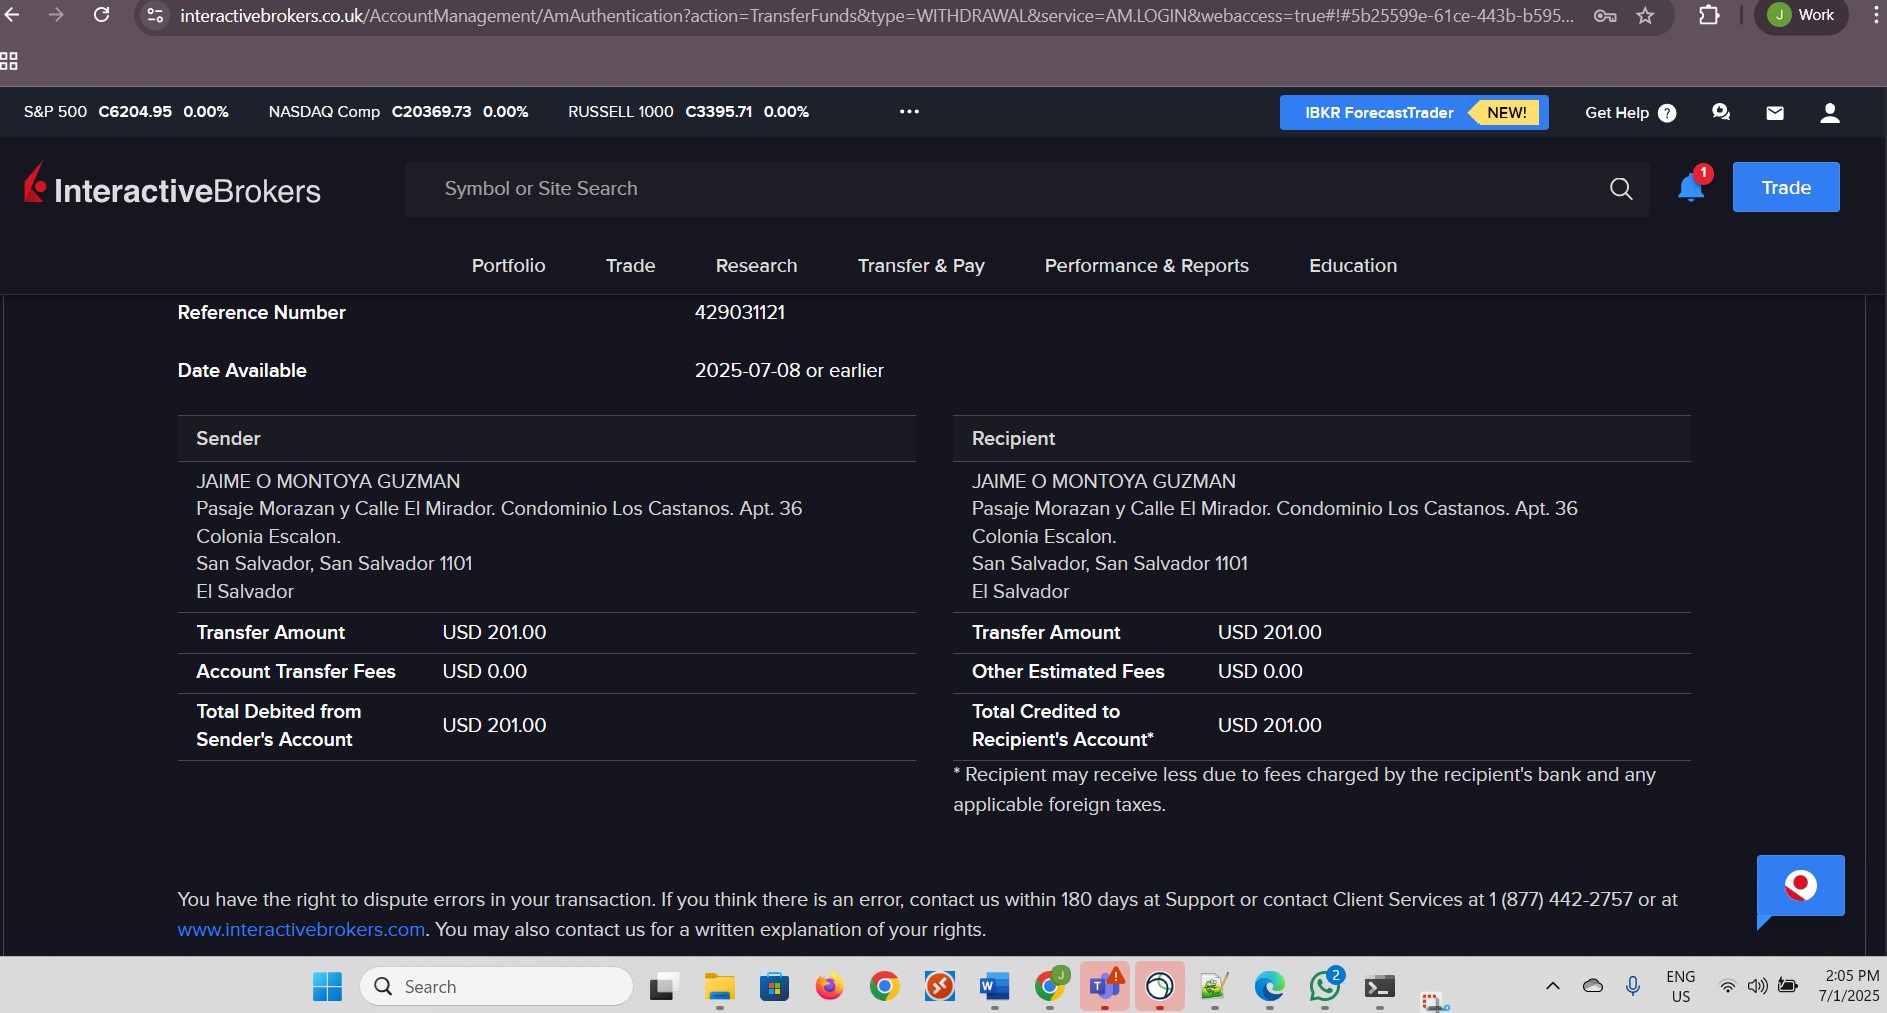 interactivebrokers.co.uk/AccountManagement/AmAuthentication?action=TransferFunds&type=WITHDRAWAL&service=AM.LOGIN&webaccess=true#!#5b25599e-61ce-443b-b595...
J Work
S&P 500 C6204.95 0.00% NASDAQ Comp C20369.73 0.00% RUSSELL 1000 C3395.71 0.00% ...
IBKR ForecastTrader NEW! Get Help ?
InteractiveBrokers
Symbol or Site Search
1
Trade
Portfolio Trade Research Transfer & Pay Performance & Reports Education
Reference Number 429031121
Date Available 2025-07-08 or earlier
Sender
JAIME O MONTOYA GUZMAN
Pasaje Morazan y Calle El Mirador. Condominio Los Castanos. Apt. 36
Colonia Escalon.
San Salvador, San Salvador 1101
El Salvador
Transfer Amount USD 201.00
Account Transfer Fees USD 0.00
Total Debited from
Sender's Account USD 201.00
Recipient
JAIME O MONTOYA GUZMAN
Pasaje Morazan y Calle El Mirador. Condominio Los Castanos. Apt. 36
Colonia Escalon.
San Salvador, San Salvador 1101
El Salvador
Transfer Amount USD 201.00
Other Estimated Fees USD 0.00
Total Credited to
Recipient's Account* USD 201.00
* Recipient may receive less due to fees charged by the recipient's bank and any
applicable foreign taxes.
You have the right to dispute errors in your transaction. If you think there is an error, contact us within 180 days at Support or contact Client Services at 1 (877) 442-2757 or at
www.interactivebrokers.com. You may also contact us for a written explanation of your rights.
Search
W
J
T
2
ENG
US
2:05 PM
7/1/2025